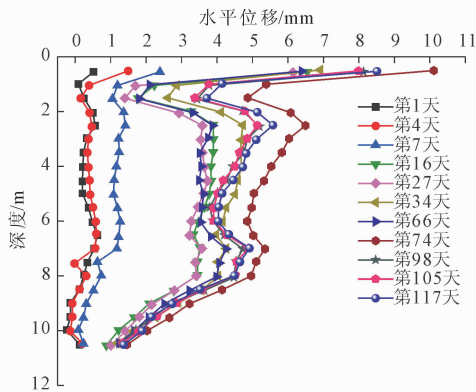 水平位移/mm
0 1 2 3 4 5 6 7 8 9 10 11
0
2
4
6
8
10
12
深度/m
第1天
第4天
第7天
第16天
第27天
第34天
第66天
第74天
第98天
第105天
第117天